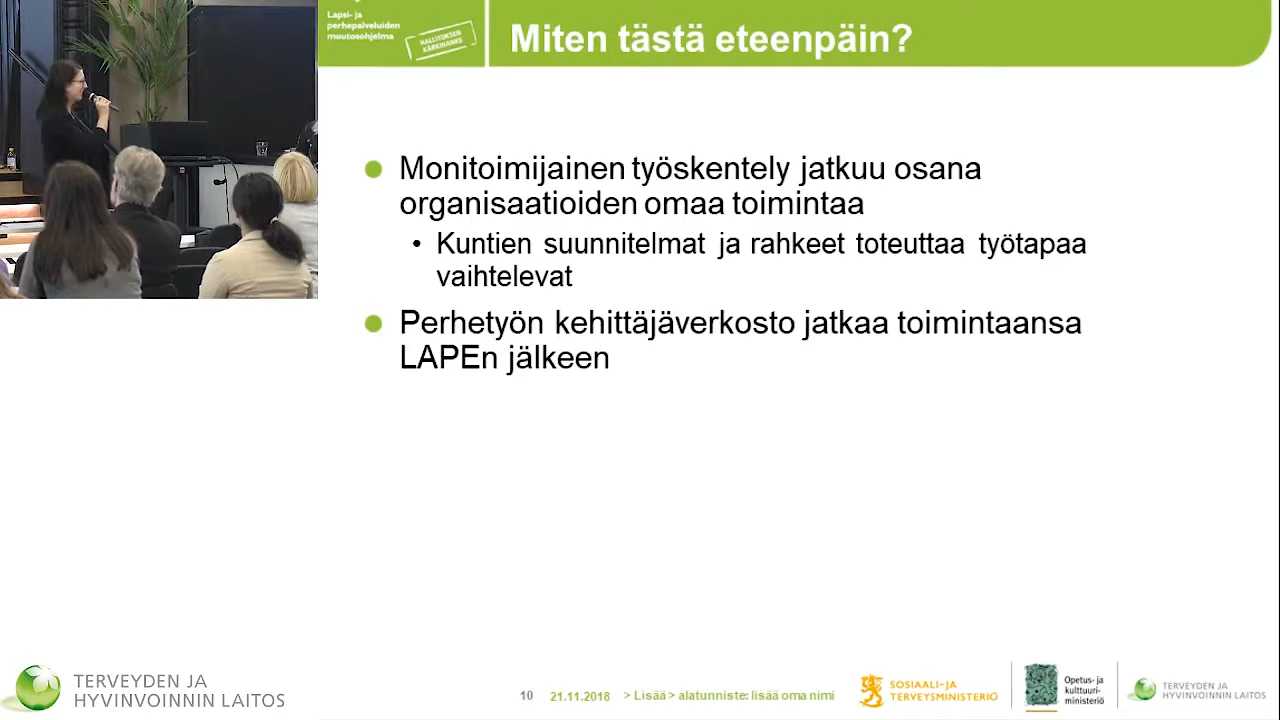 Lapsi- ja
perhepalveluiden
muutosohjelma
HALLITUKSEN
KÄRKIHANKE
Miten tästä eteenpäin?
Monitoimijainen työskentely jatkuu osana
organisaatioiden omaa toimintaa
• Kuntien suunnitelmat ja rahkeet toteuttaa työtapaa
vaihtelevat
Perhetyön kehittäjäverkosto jatkaa toimintaansa
LAPEn jälkeen
TERVEYDEN JA
HYVINVOINNIN LAITOS
10
21.11.2018
> Lisää > alatunniste: lisää oma nimi
SOSIAALI- JA
TERVEYSMINISTERIÖ
Opetus- ja
kulttuuri-
ministeriö
TERVEYDEN JA
HYVINVOINNIN LAITOS